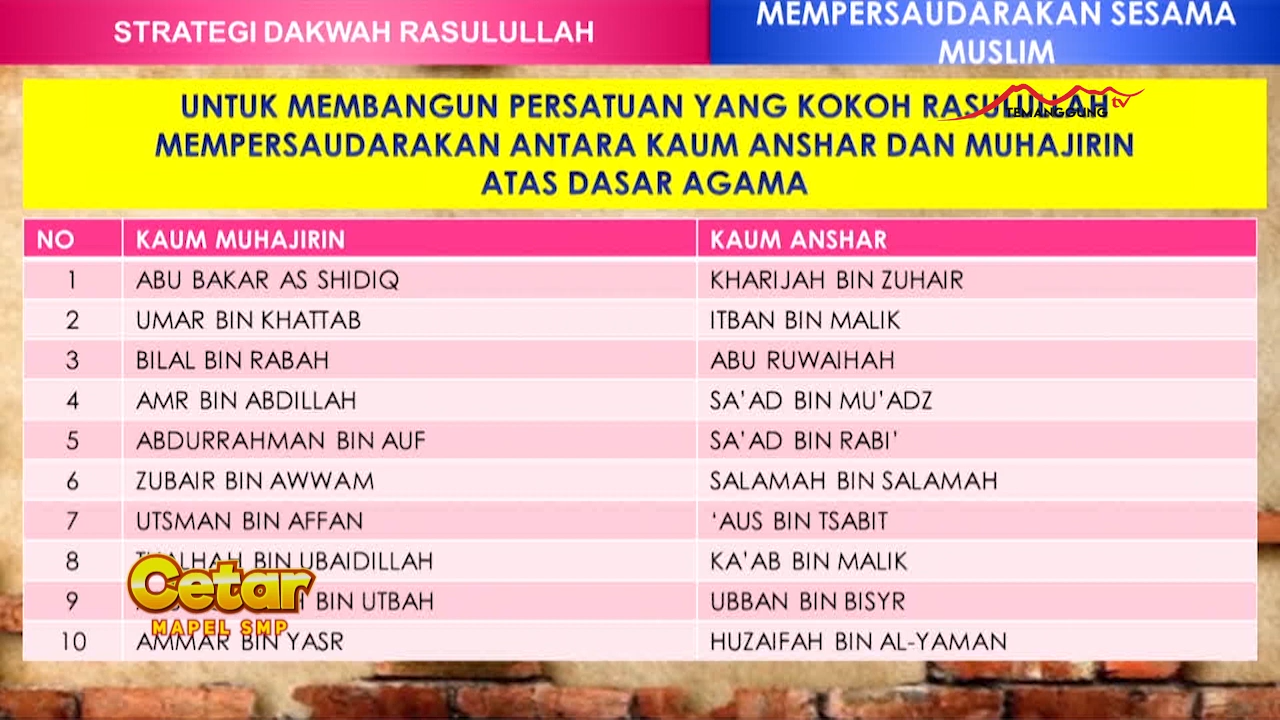 STRATEGI DAKWAH RASULULLAH
MEMPERSAUDARAKAN SESAMA
MUSLIM
UNTUK MEMBANGUN PERSATUAN YANG KOKOH RASULULLAH
TEMANGGUNG tv
MEMPERSAUDARAKAN ANTARA KAUM ANSHAR DAN MUHAJIRIN
ATAS DASAR AGAMA
NO KAUM MUHAJIRIN KAUM ANSHAR
1 ABU BAKAR AS SHIDIQ KHARIJAH BIN ZUHAIR
2 UMAR BIN KHATTAB ITBAN BIN MALIK
3 BILAL BIN RABAH ABU RUWAIHAH
4 AMR BIN ABDILLAH SA'AD BIN MU'ADZ
5 ABDURRAHMAN BIN AUF SA'AD BIN RABI'
6 ZUBAIR BIN AWWAM SALAMAH BIN SALAMAH
7 UTSMAN BIN AFFAN 'AUS BIN TSABIT
8 THALHAH BIN UBAIDILLAH KA'AB BIN MALIK
9 BIN UTBAH UBBAN BIN BISYR
Cetar
MAPEL SMP
10 AMMAR BIN YASR HUZAIFAH BIN AL-YAMAN